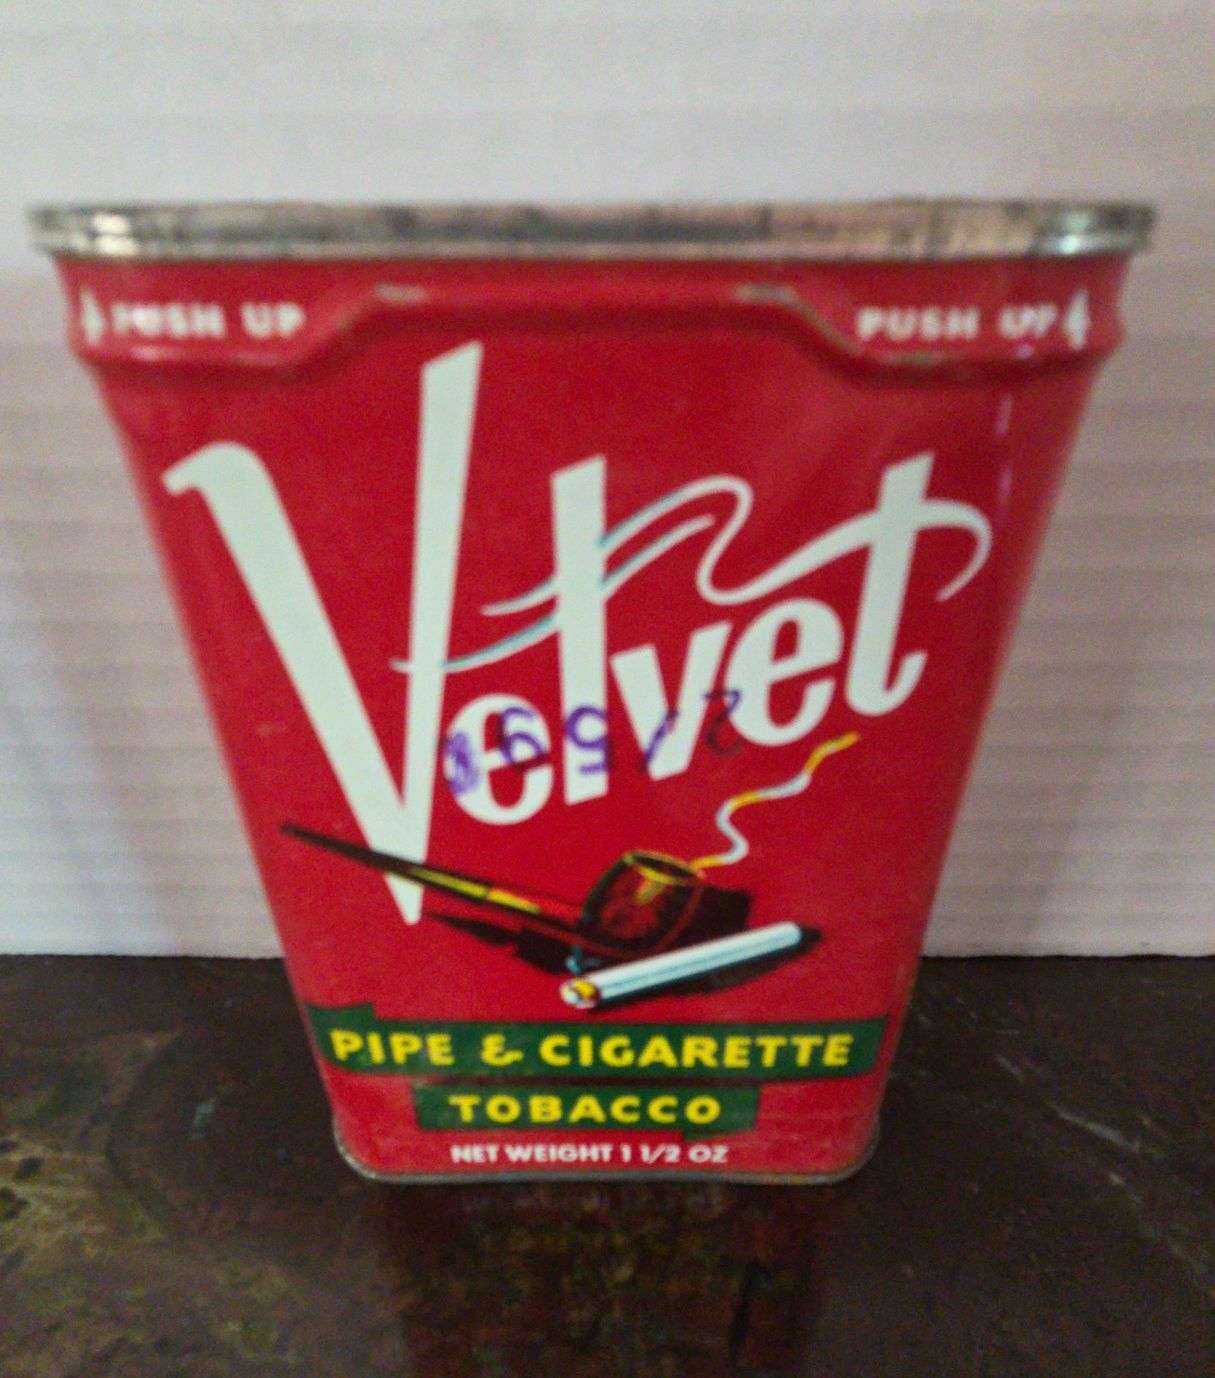 PUSH UP PUSH UP
Velvet
PIPE & CIGARETTE
TOBACCO
NET WEIGHT 1 1/2 OZ